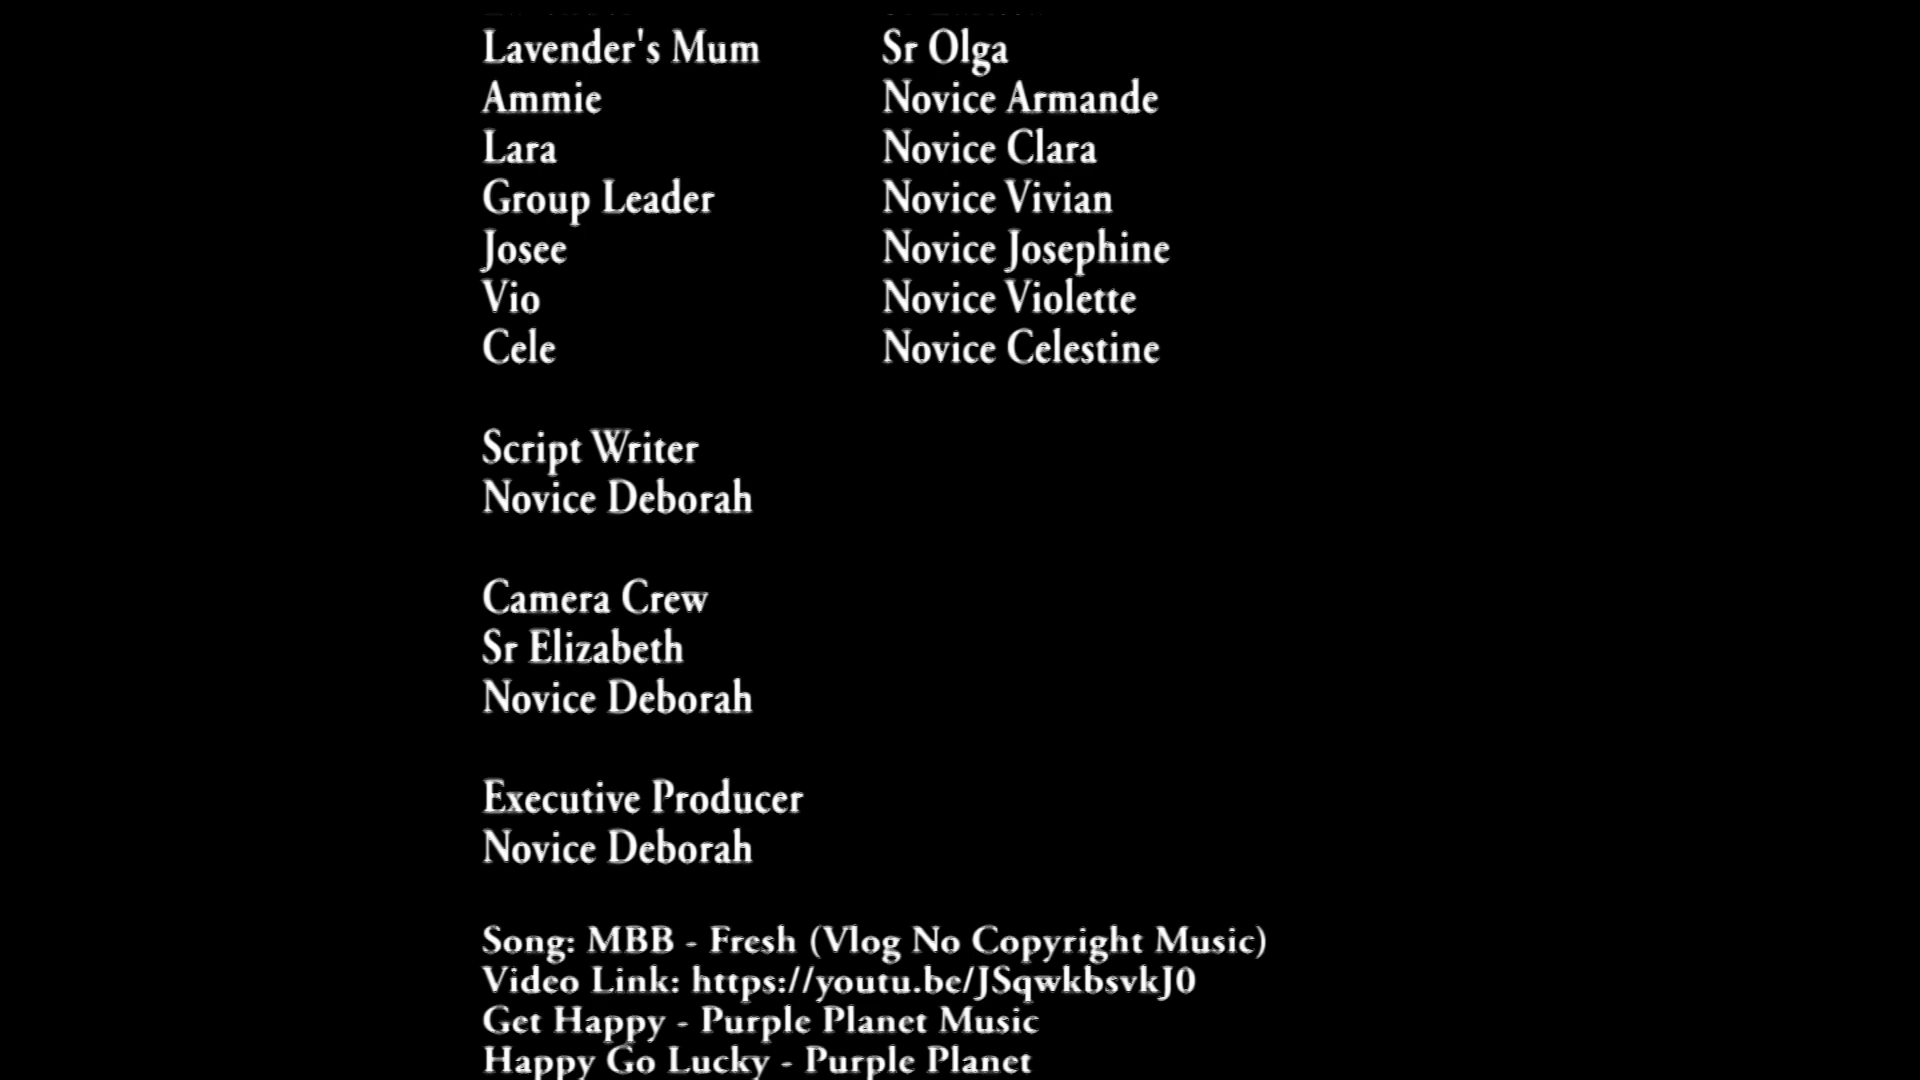 Lavender's Mum Sr Olga
Ammie Novice Armande
Lara Novice Clara
Group Leader Novice Vivian
Josee Novice Josephine
Vio Novice Violette
Cele Novice Celestine
Script Writer
Novice Deborah
Camera Crew
Sr Elizabeth
Novice Deborah
Executive Producer
Novice Deborah
Song: MBB - Fresh (Vlog No Copyright Music)
Video Link: https://youtu.be/JSqwkbsvkJ0
Get Happy - Purple Planet Music
Happy Go Lucky - Purple Planet